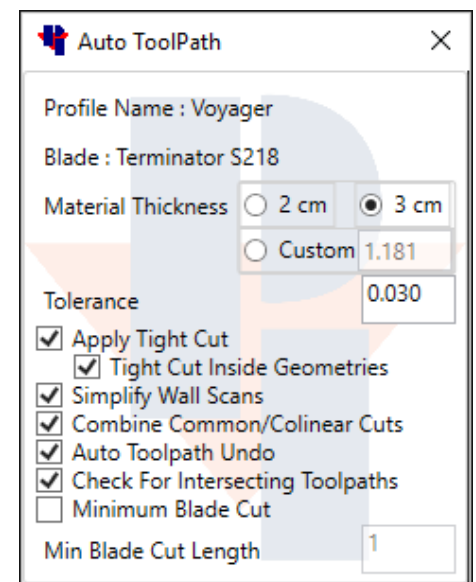 Auto ToolPath
Profile Name : Voyager
Blade : Terminator S218
Material Thickness 2 cm 3 cm
Custom 1.181
Tolerance 0.030
Apply Tight Cut
Tight Cut Inside Geometries
Simplify Wall Scans
Combine Common/Colinear Cuts
Auto Toolpath Undo
Check For Intersecting Toolpaths
Minimum Blade Cut
Min Blade Cut Length 1